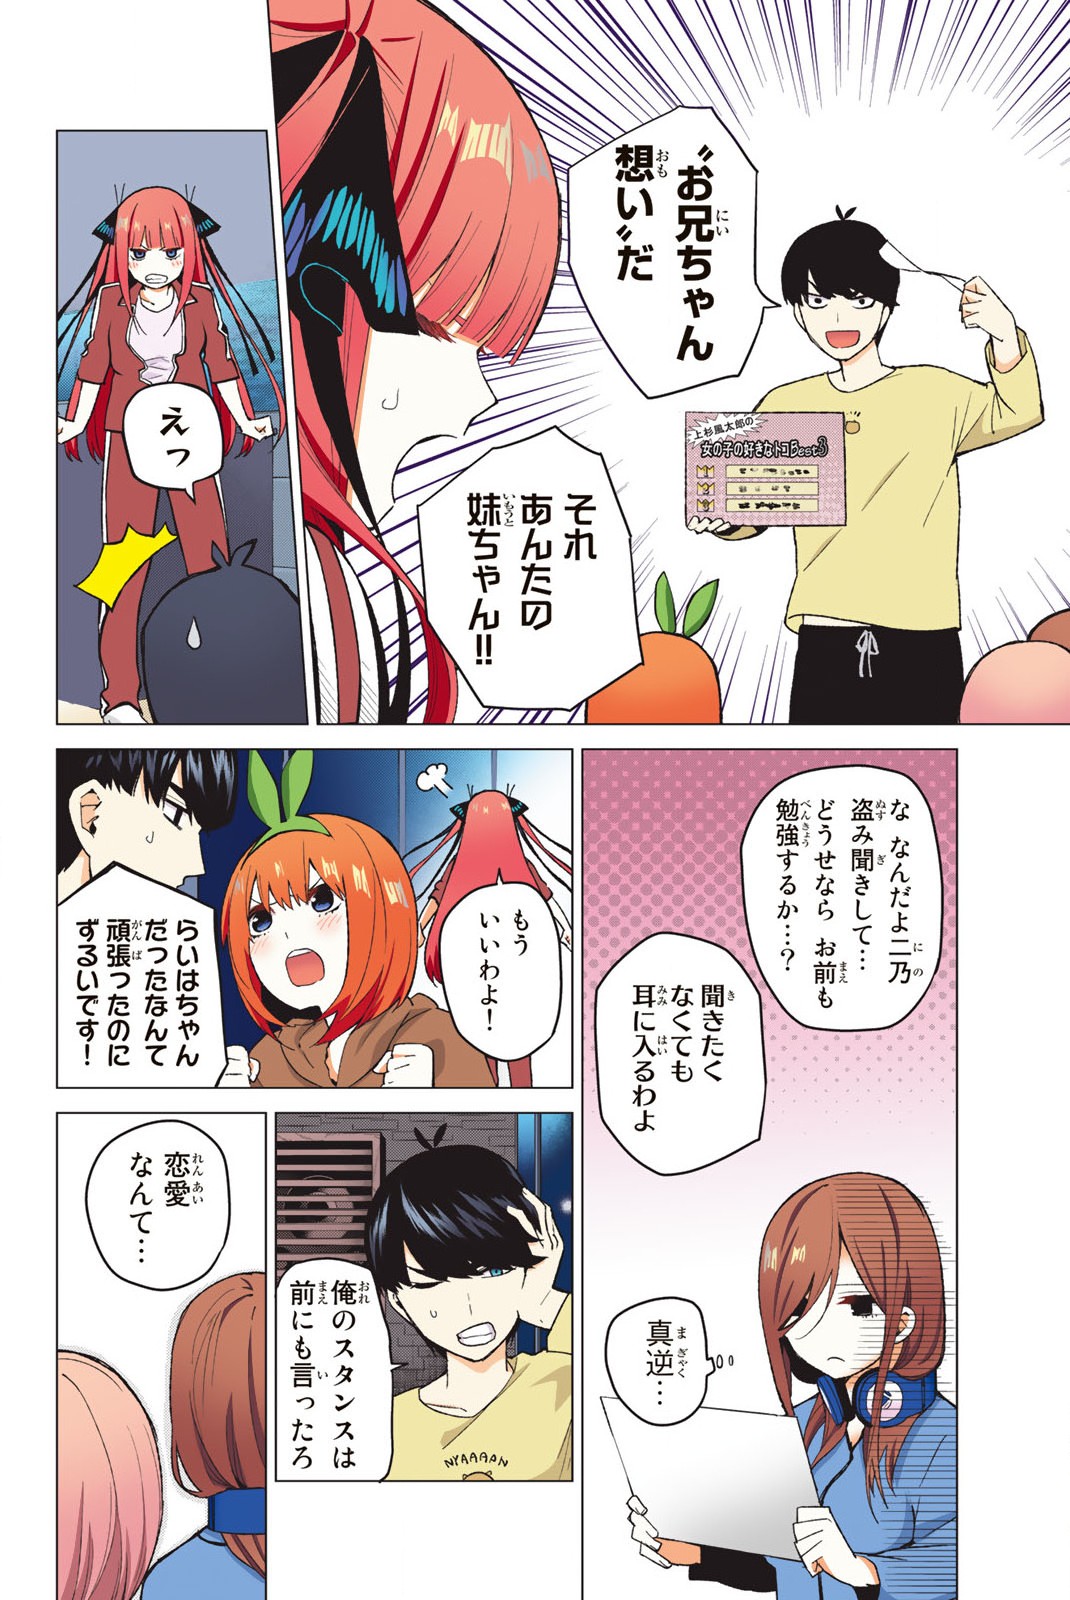 〝お兄ちゃん
想い〟だ
上杉風太郎の
女の子の好きなトコBest3
1
2
3
それ
あんたの
妹ちゃん!!
えっ
な なんだよ二乃
盗み聞きして…
どうせなら お前も
勉強するか…?
聞きたく
なくても
耳に入るわよ
真逆…
もう
いいわよ!
らいはちゃん
だったなんて
頑張ったのに
ずるいです!
俺のスタンスは
前にも言ったろ
NYAAAAN
恋愛
なんて…